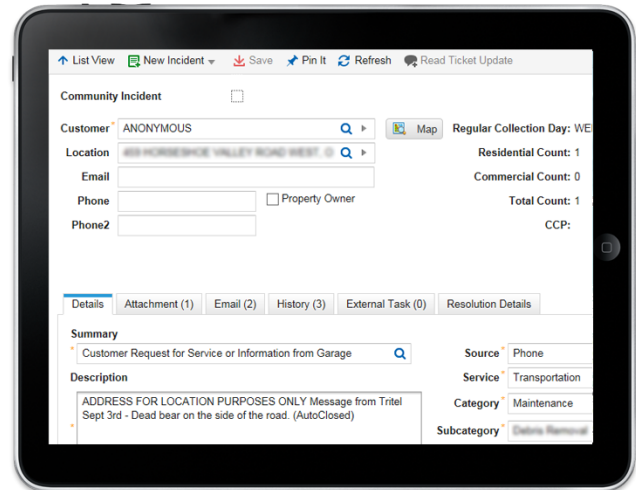 List View New Incident Save Pin It Refresh Read Ticket Update
Community Incident
Customer * ANONYMOUS Map Regular Collection Day: WE
Location Residential Count: 1
Email Commercial Count: 0
Phone Property Owner Total Count: 1
Phone2 CCP:
Details Attachment (1) Email (2) History (3) External Task (0) Resolution Details
Summary
* Customer Request for Service or Information from Garage Source * Phone
Description Service * Transportation
ADDRESS FOR LOCATION PURPOSES ONLY Message from Tritel Category * Maintenance
Sept 3rd - Dead bear on the side of the road. (AutoClosed)
* Subcategory *